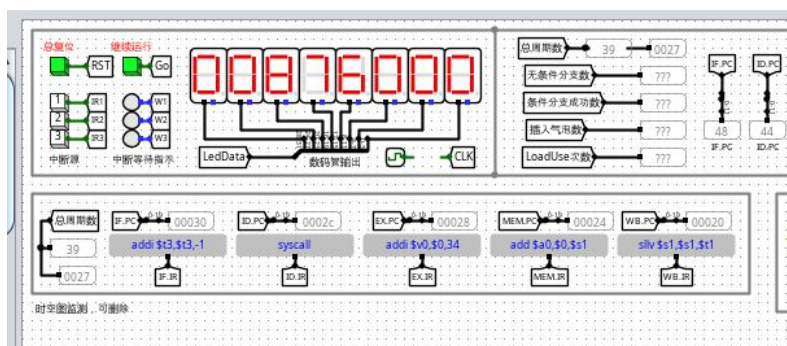 总复位 继续运行
RST Go
1 IR1 W1
2 IR2 W2
3 IR3 W3
中断源 中断等待指示
00876000
LedData 数码管输出 CLK
总周期数 39 0027
无条件分支数 ???
条件分支成功数 ???
插入气泡数 ???
LoadUse次数 ???
IF.PC ID.PC
48 44
IF.PC ID.PC
总周期数 IF.PC 00030 ID.PC 0002c EX.PC 00028 MEM.PC 00024 WB.PC 00020
39 addi $t3,$t3,-1 syscall addi $v0,$0,34 add $a0,$0,$s1 sllv $s1,$s1,$t1
0027 IF.IR ID.IR EX.IR MEM.IR WB.IR
时空图监测，可删除